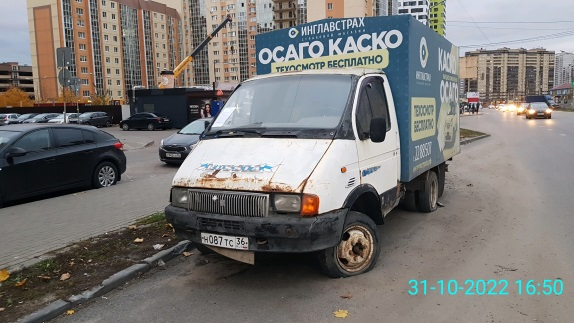 ИНГЛАВСТРАХ
ОСАГО КАСКО
ТЕХОСМОТР БЕСПЛАТНО
ИНГЛАВСТРАХ
КАСКО
ОСАГО
ТЕХОСМОТР
БЕСПЛАТНО
Н087ТС 36
31-10-2022 16:50